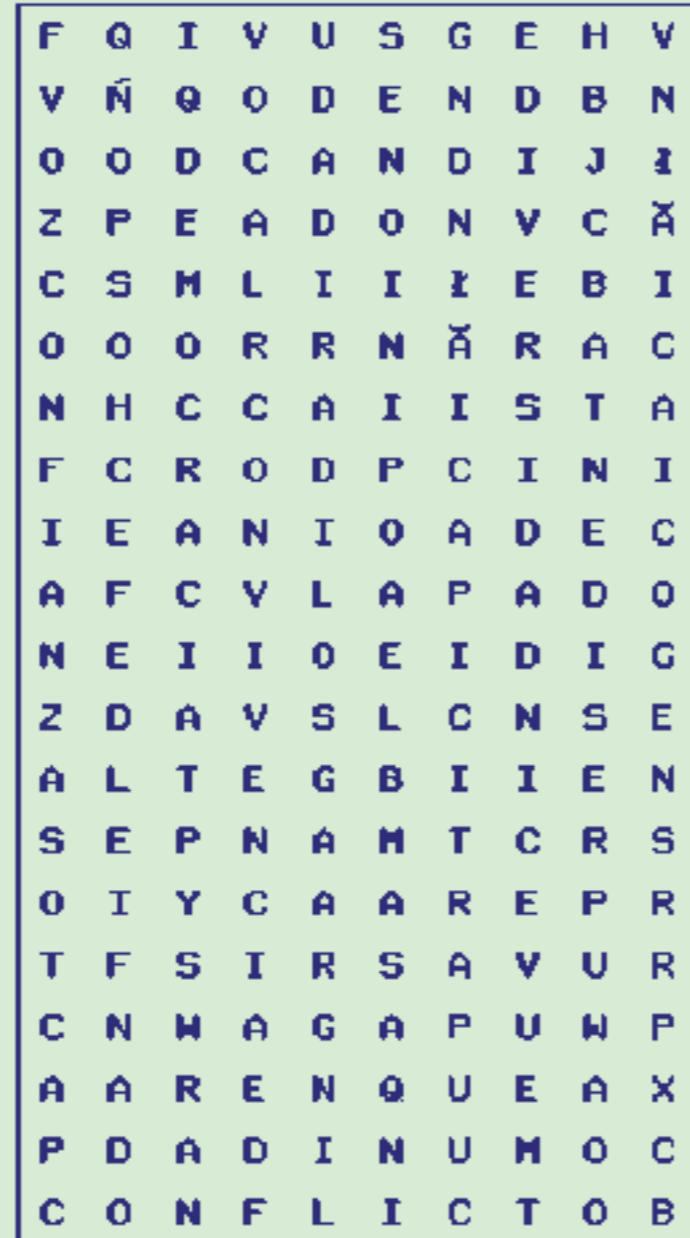 F Q I V U S G E H V
V Ñ Q O D E N D B N
O O D C A N D I J Ł
Z P E A D O N V C Ă
C S M L I I Ł E B I
O O O R R N Ă R A C
N H C C A I I S T A
F C R O D P C I N I
I E A N I O A D E C
A F C V L A P A D O
N E I I O E I D I G
Z D A V S L C N S E
A L T E G B I I E N
S E P N A M T C R S
O I Y C A A R E P R
T F S I R S A V U R
C N W A G A P U W P
A A R E N Q U E A X
P D A D I N U M O C
C O N F L I C T O B